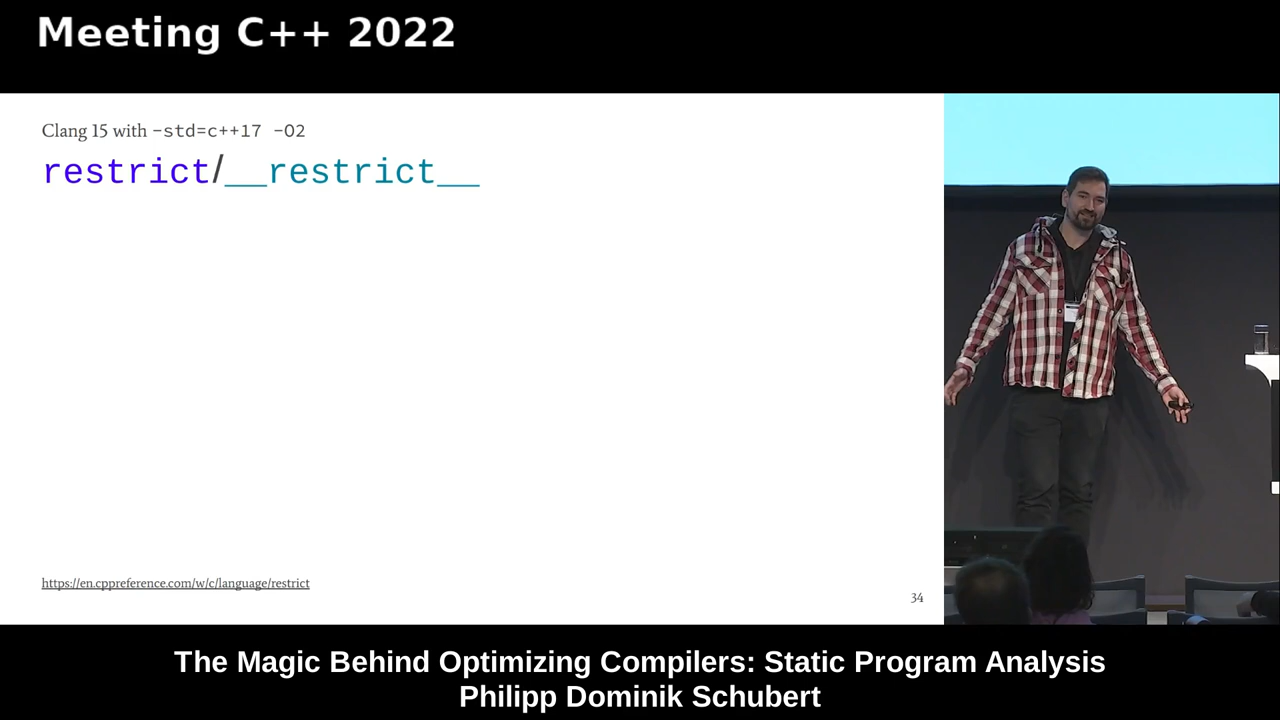 Meeting C++ 2022
Clang 15 with -std=c++17 -O2
restrict/__restrict__
https://en.cppreference.com/w/c/language/restrict
34
The Magic Behind Optimizing Compilers: Static Program Analysis
Philipp Dominik Schubert